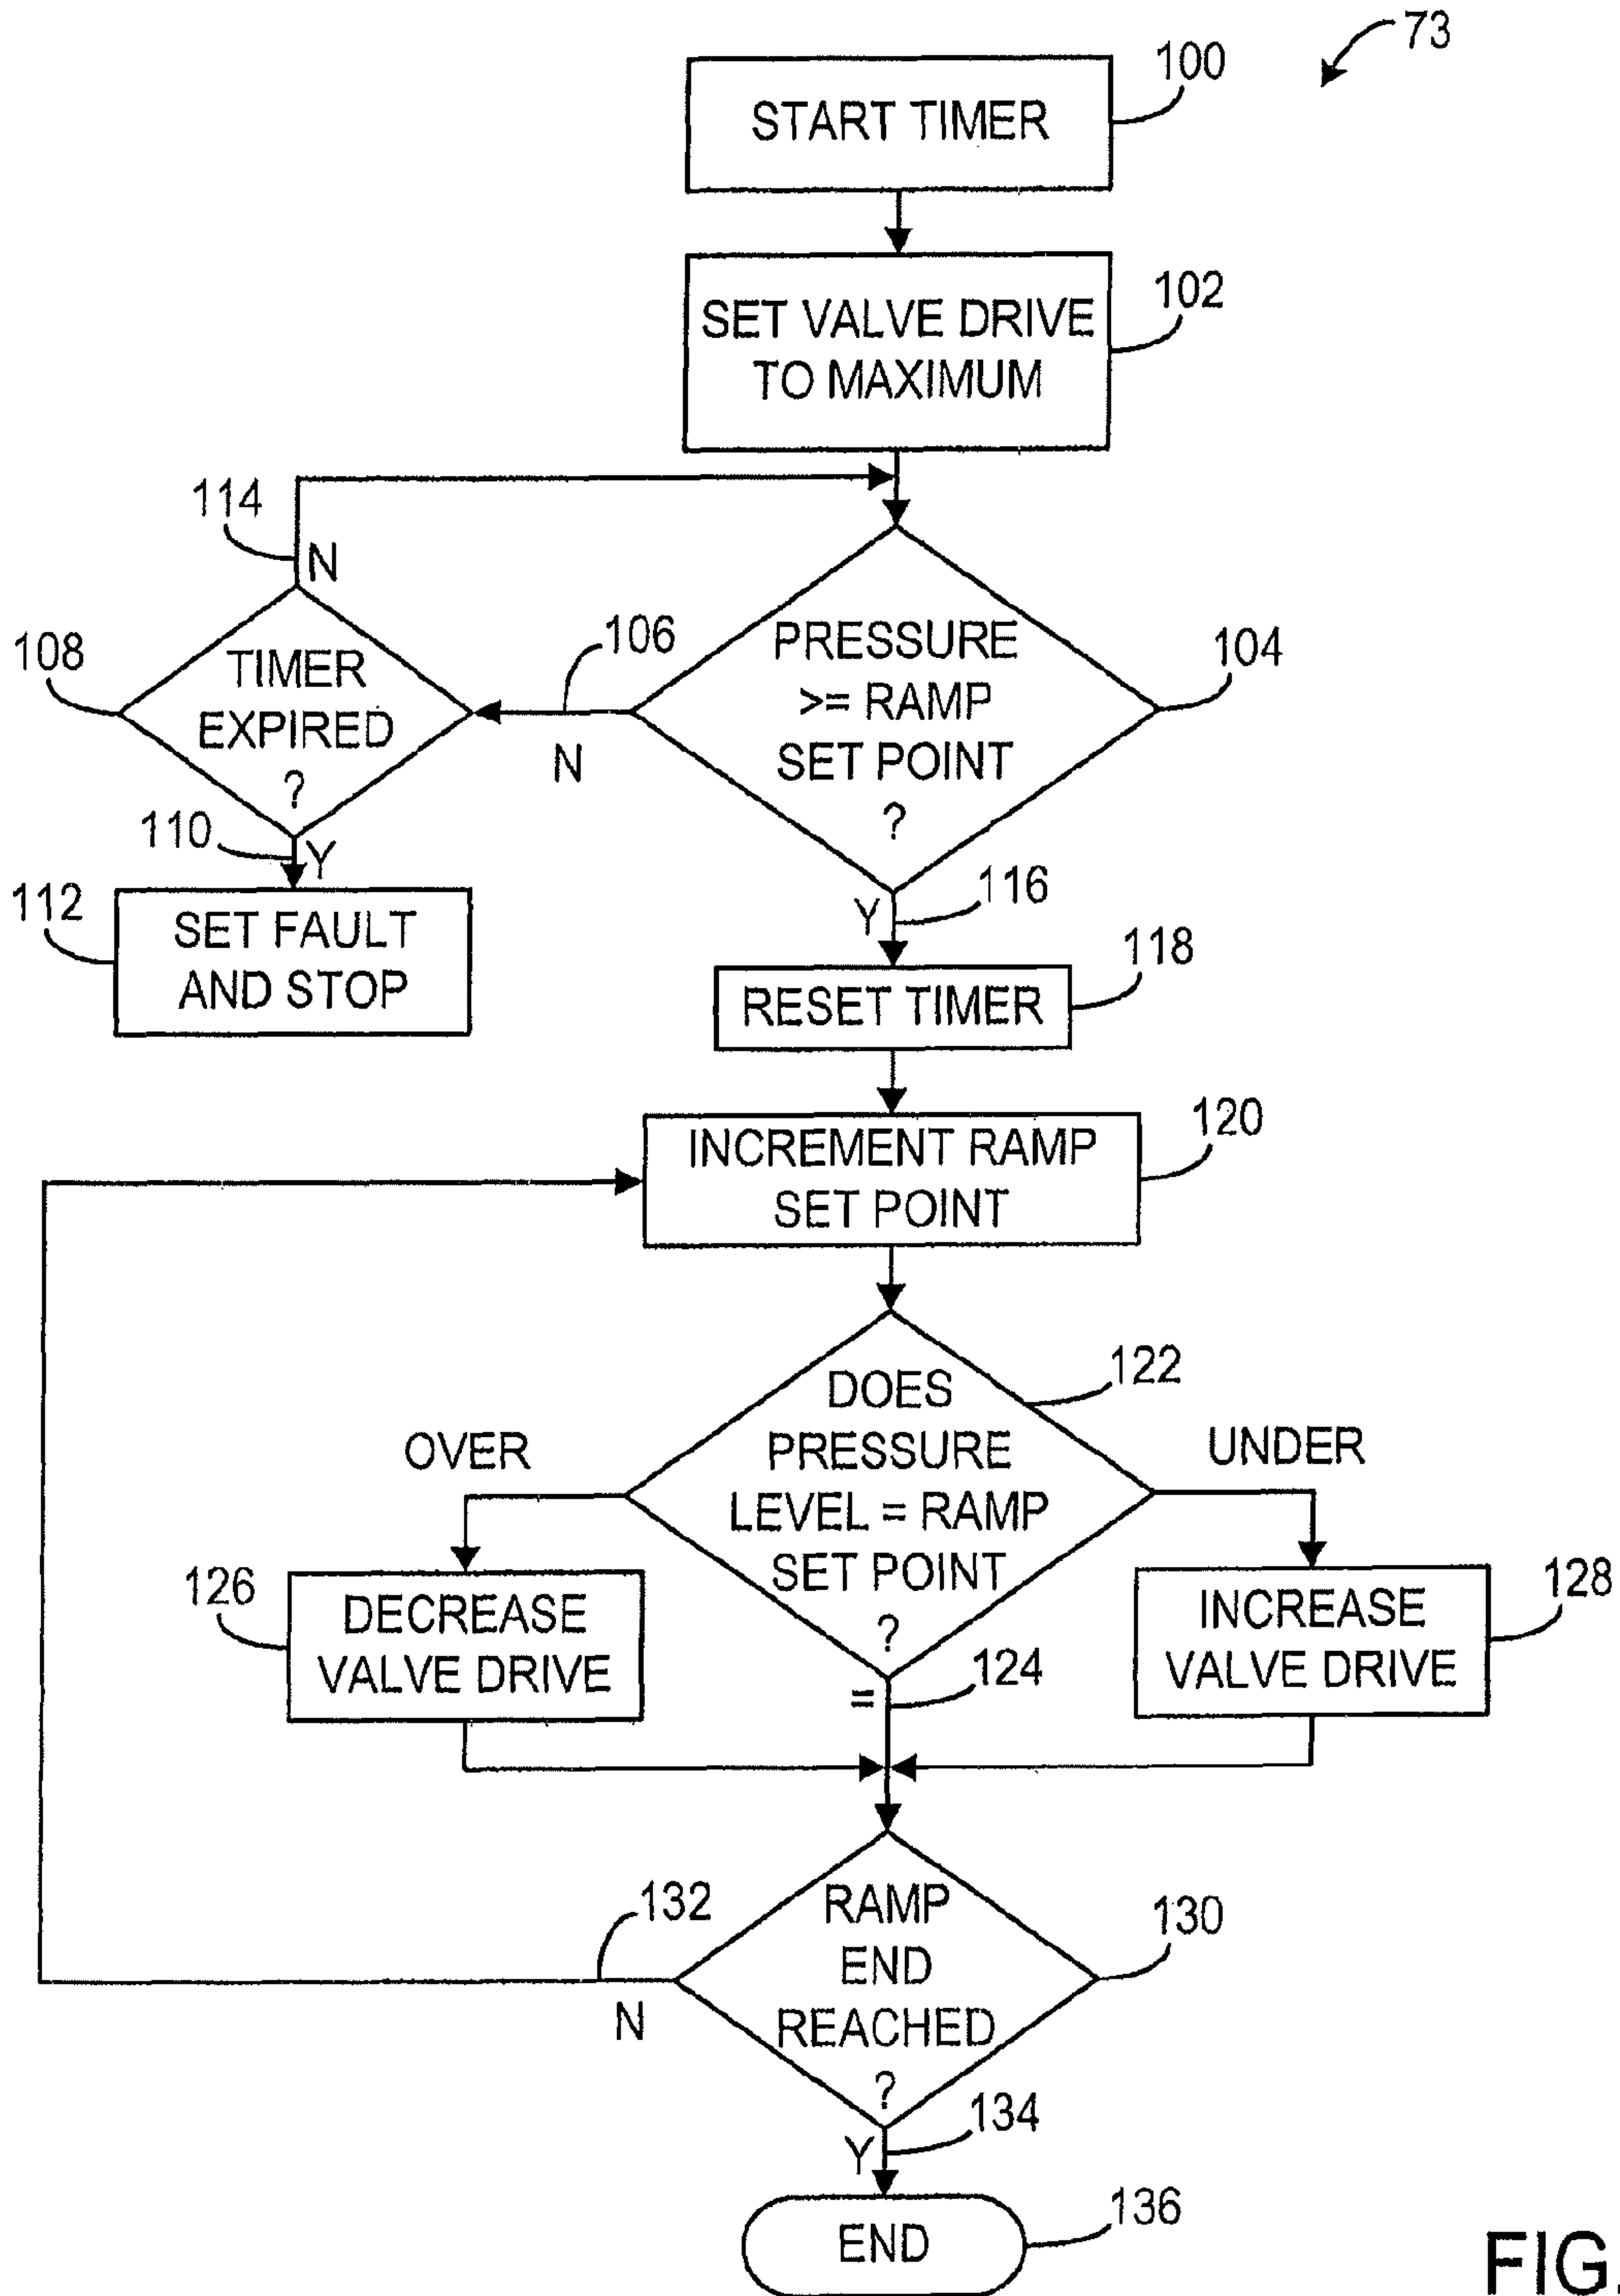 73
START TIMER
100
SET VALVE DRIVE
TO MAXIMUM
102
114
N
108
TIMER
EXPIRED
?
106
N
PRESSURE
>= RAMP
SET POINT
?
104
110
Y
112
SET FAULT
AND STOP
Y
116
RESET TIMER
118
INCREMENT RAMP
SET POINT
120
DOES
PRESSURE
LEVEL = RAMP
SET POINT
?
122
OVER
UNDER
126
DECREASE
VALVE DRIVE
=
124
INCREASE
VALVE DRIVE
128
132
N
RAMP
END
REACHED
?
130
Y
134
END
136
FIG.